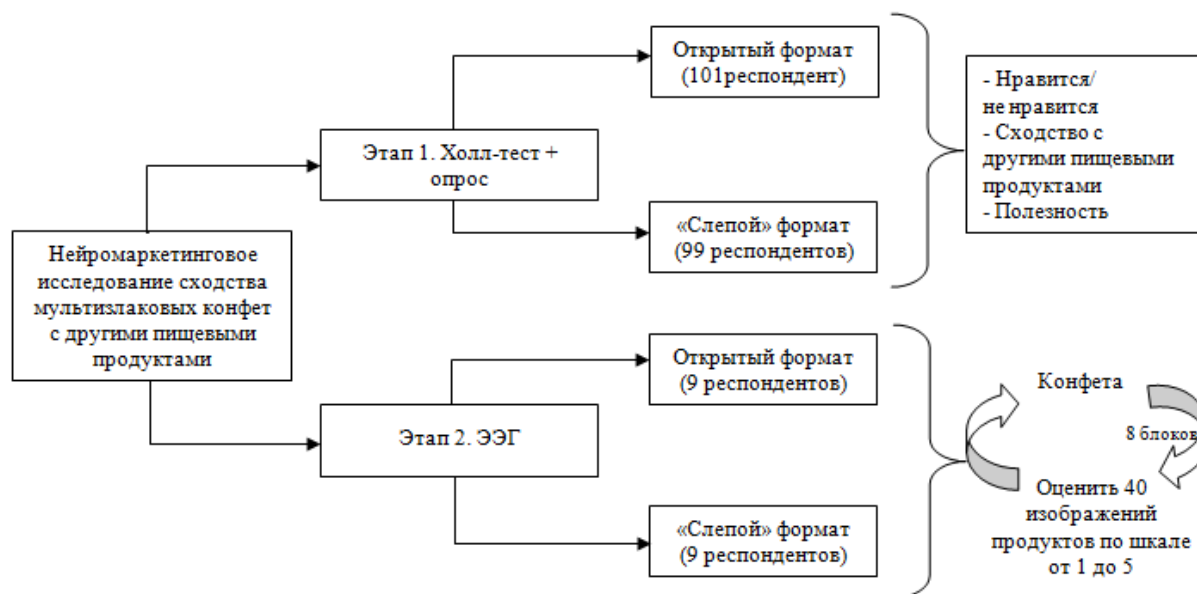 Нейромаркетинговое
исследование сходства
мультизлаковых конфет
с другими пищевыми
продуктами
Этап 1. Холл-тест +
опрос
Открытый формат
(101респондент)
«Слепой» формат
(99 респондентов)
- Нравится/
не нравится
- Сходство с
другими пищевыми
продуктами
- Полезность
Этап 2. ЭЭГ
Открытый формат
(9 респондентов)
«Слепой» формат
(9 респондентов)
Конфета
8 блоков
Оценить 40
изображений
продуктов по шкале
от 1 до 5